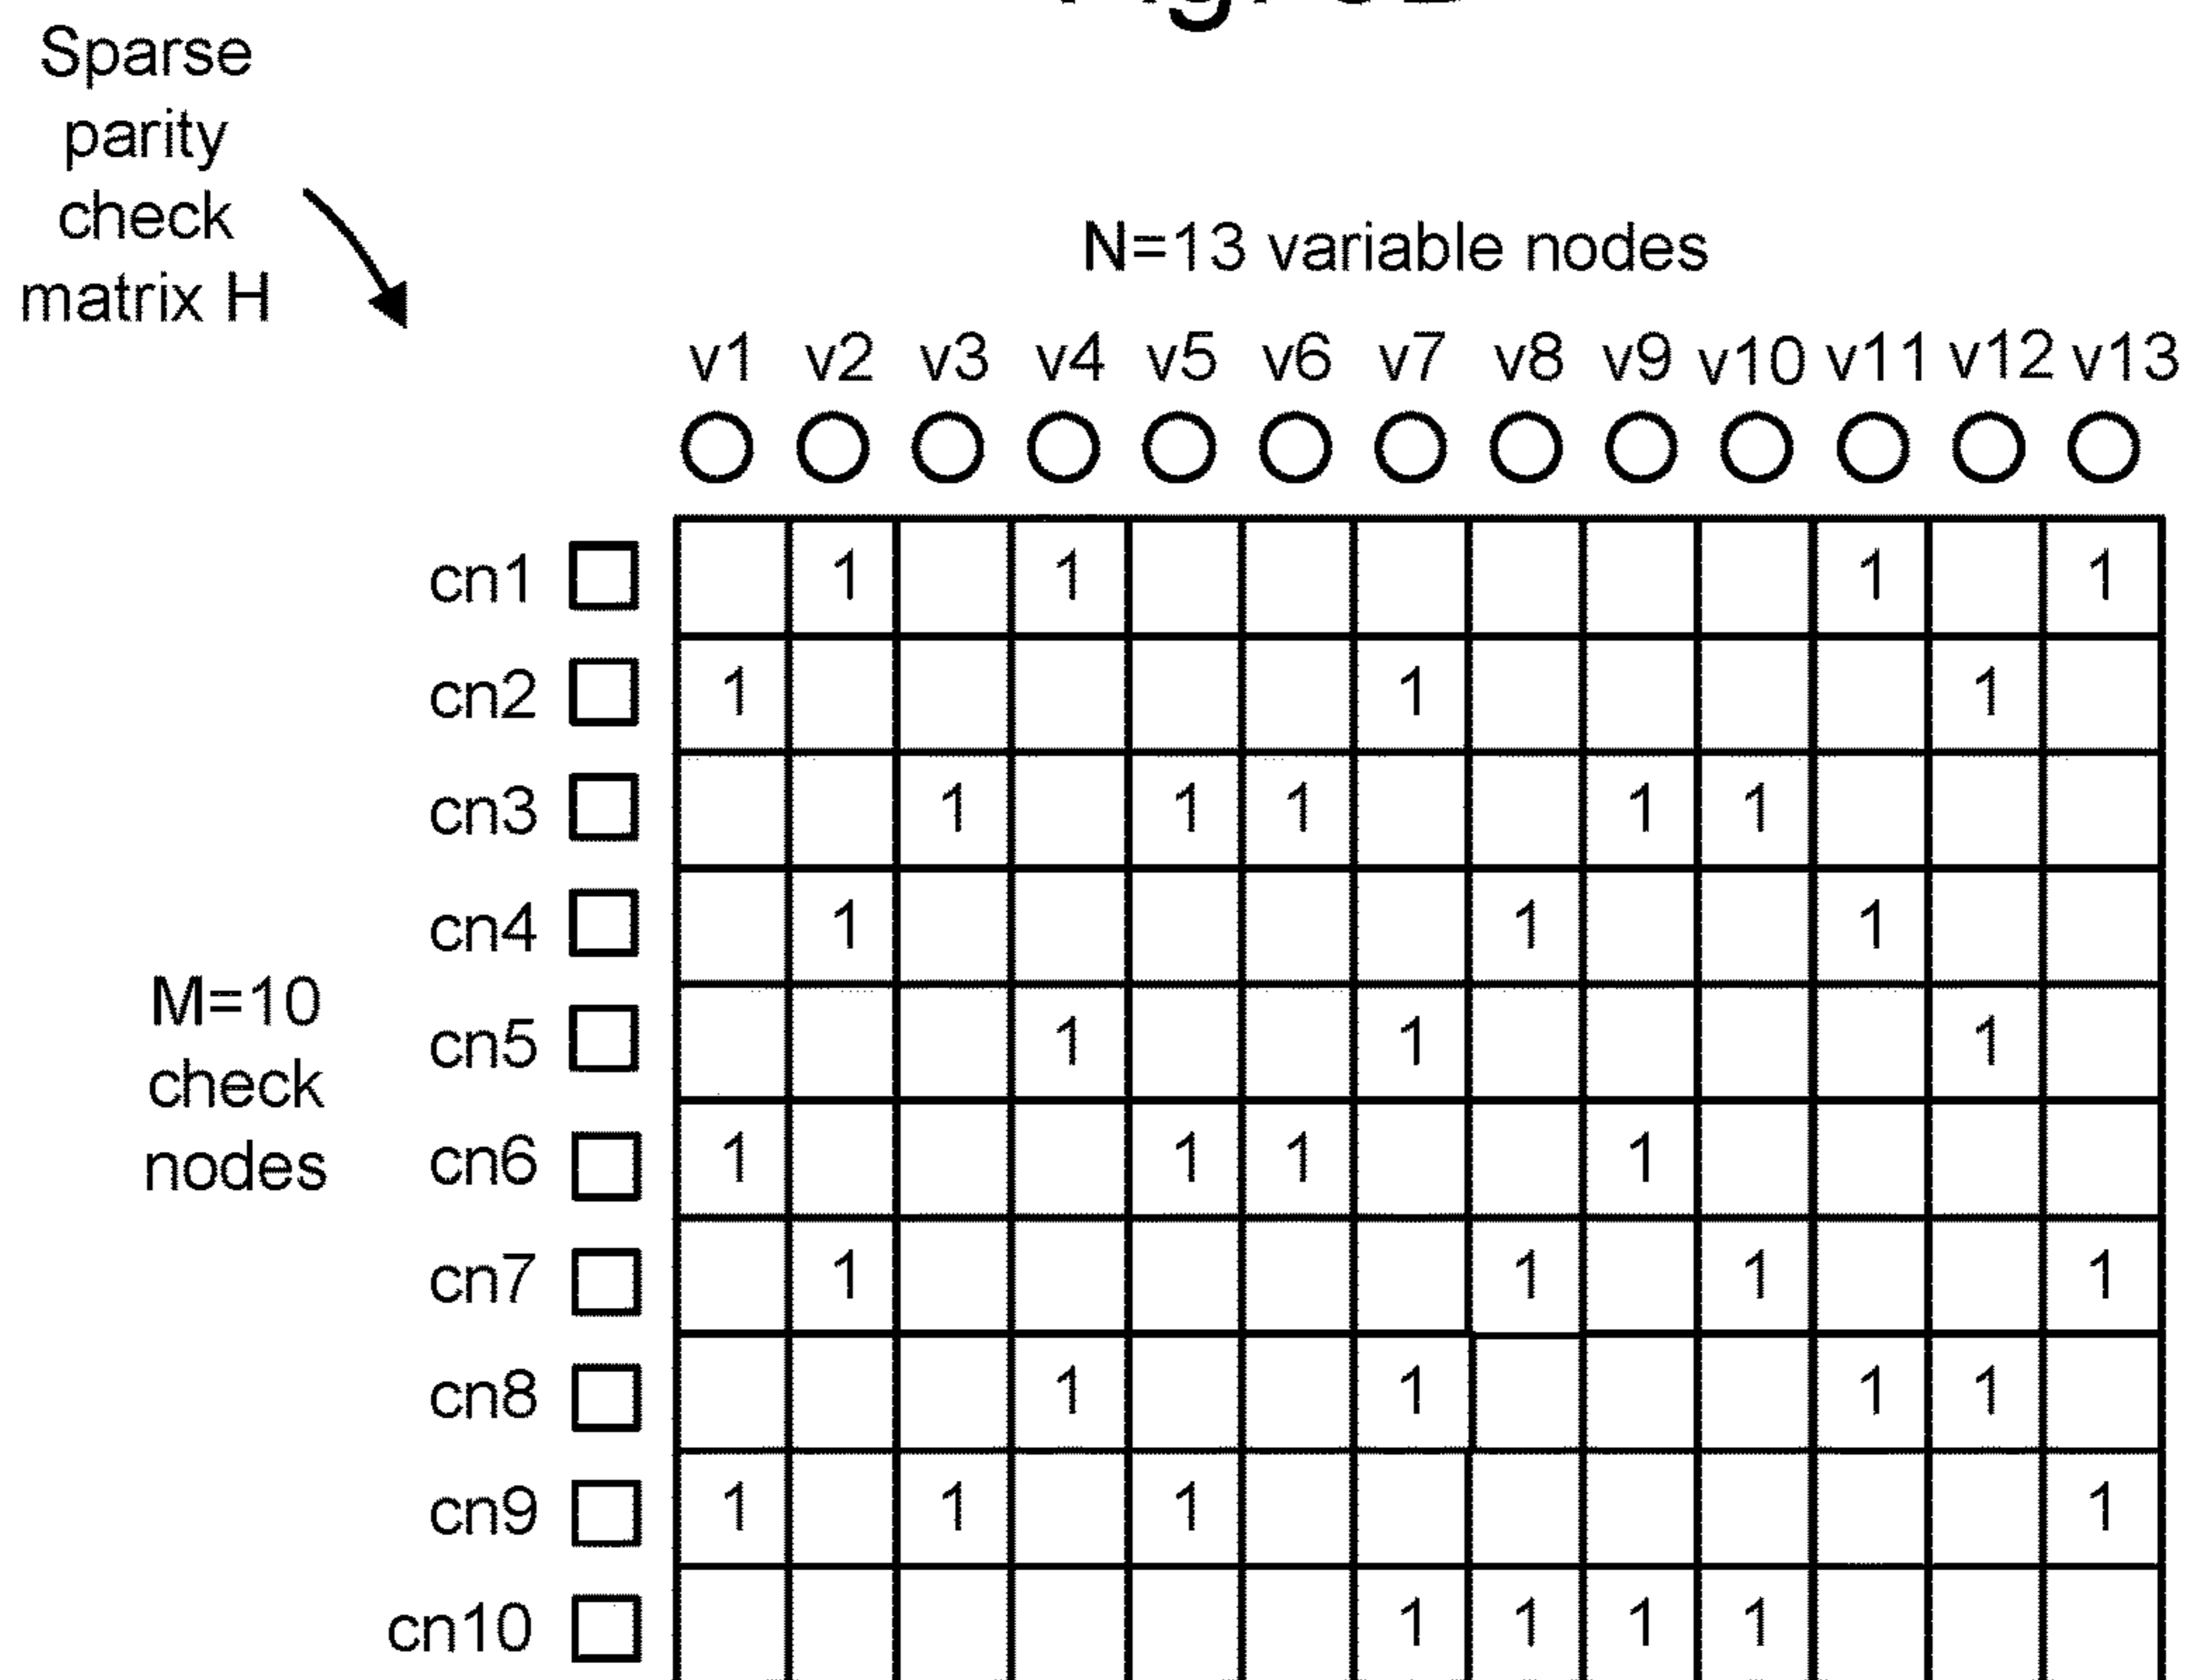 Sparse
parity
check
matrix H
N=13 variable nodes
v1 v2 v3 v4 v5 v6 v7 v8 v9 v10 v11 v12 v13
cn1 1 1 1 1
cn2 1 1 1
cn3 1 1 1 1 1
cn4 1 1 1
M=10
check
nodes
cn5 1 1 1
cn6 1 1 1 1
cn7 1 1 1 1
cn8 1 1 1 1
cn9 1 1 1 1
cn10 1 1 1 1